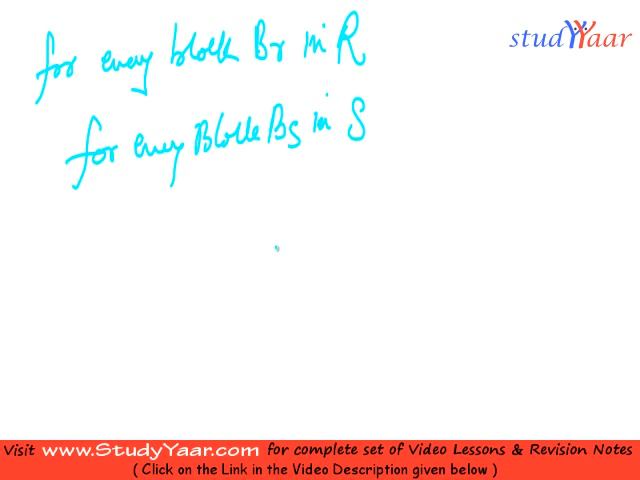 for every block Br in R
studYYaar
for every Block Bs in S
Visit www.StudyYaar.com for complete set of Video Lessons & Revision Notes
( Click on the Link in the Video Description given below )